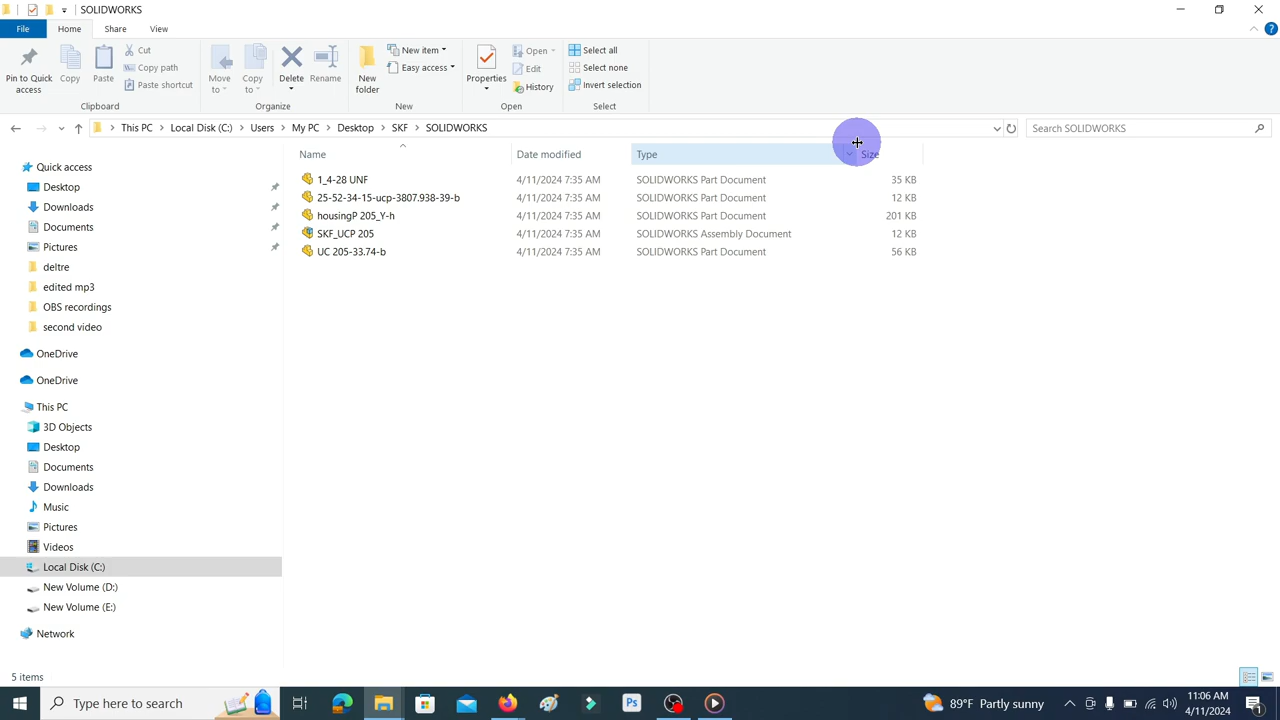 SOLIDWORKS
File Home Share View
Pin to Quick access
Copy
Paste
Cut
Copy path
Paste shortcut
Clipboard
Move to
Copy to
Delete
Rename
Organize
New folder
New item
Easy access
New
Properties
Open
Edit
History
Open
Select all
Select none
Invert selection
Select
This PC Local Disk (C:) Users My PC Desktop SKF SOLIDWORKS
Search SOLIDWORKS
Name Date modified Type Size
1_4-28 UNF 4/11/2024 7:35 AM SOLIDWORKS Part Document 35 KB
25-52-34-15-ucp-3807.938-39-b 4/11/2024 7:35 AM SOLIDWORKS Part Document 12 KB
housingP 205_Y-h 4/11/2024 7:35 AM SOLIDWORKS Part Document 201 KB
SKF_UCP 205 4/11/2024 7:35 AM SOLIDWORKS Assembly Document 12 KB
UC 205-33.74-b 4/11/2024 7:35 AM SOLIDWORKS Part Document 56 KB
Quick access
Desktop
Downloads
Documents
Pictures
deltre
edited mp3
OBS recordings
second video
OneDrive
OneDrive
This PC
3D Objects
Desktop
Documents
Downloads
Music
Pictures
Videos
Local Disk (C:)
New Volume (D:)
New Volume (E:)
Network
5 items
Type here to search
Ps
89°F Partly sunny
11:06 AM
4/11/2024